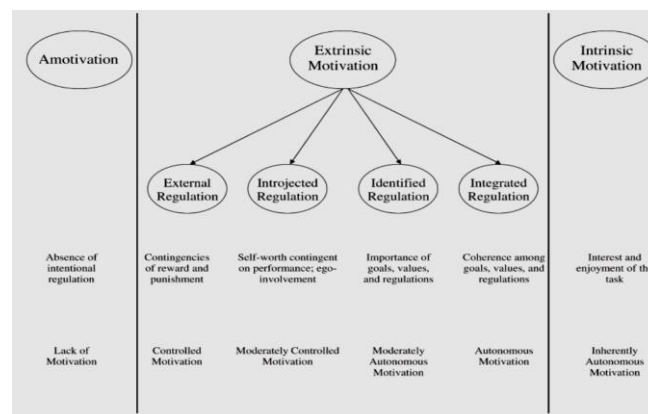 Amotivation
Extrinsic
Motivation
Intrinsic
Motivation
External
Regulation
Introjected
Regulation
Identified
Regulation
Integrated
Regulation
Absence of
intentional
regulation
Contingencies
of reward and
punishment
Self-worth contingent
on performance; ego-
involvement
Importance of
goals, values,
and regulations
Coherence among
goals, values, and
regulations
Interest and
enjoyment of th
task
Lack of
Motivation
Controlled
Motivation
Moderately Controlled
Motivation
Moderately
Autonomous
Motivation
Autonomous
Motivation
Inherently
Autonomous
Motivation